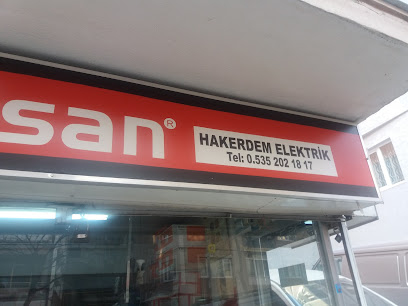 san®
HAKERDEM ELEKTRİK
Tel: 0.535 202 18 17